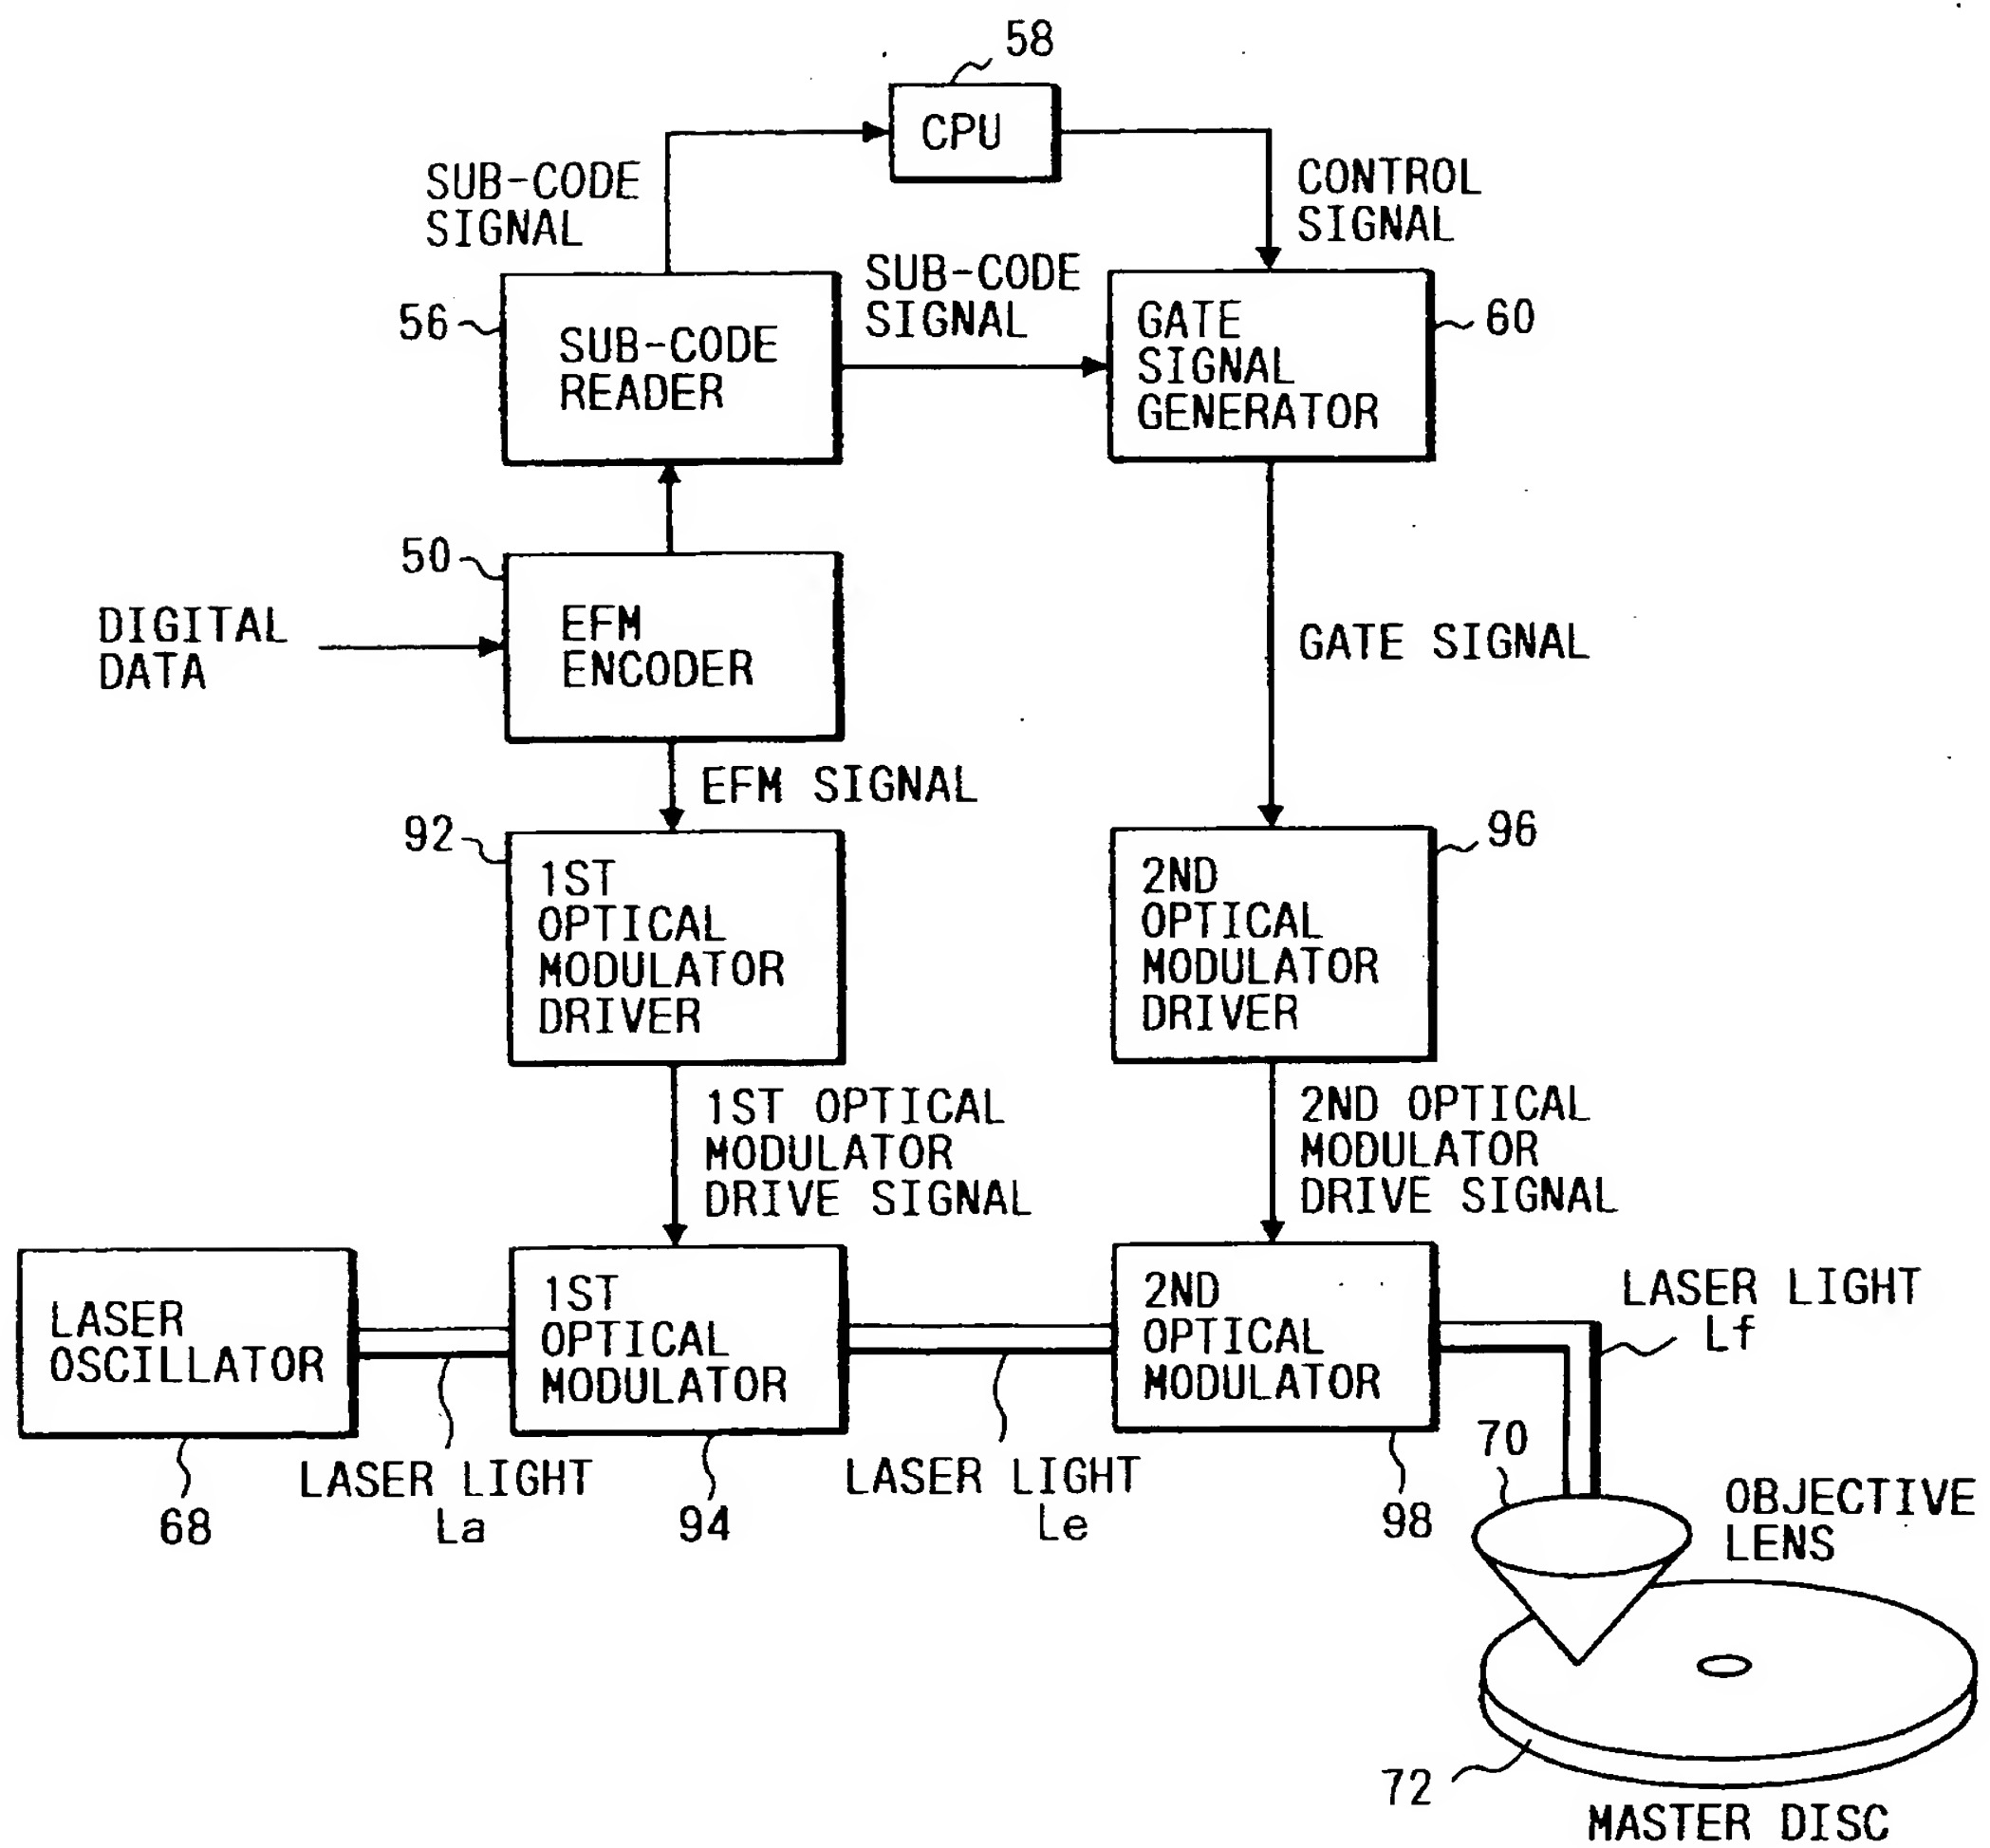 58
CPU
SUB-CODE
SIGNAL
CONTROL
SIGNAL
SUB-CODE
SIGNAL
56
SUB-CODE
READER
GATE
SIGNAL
GENERATOR
60
50
DIGITAL
DATA
EFM
ENCODER
GATE SIGNAL
EFM SIGNAL
92
1ST
OPTICAL
MODULATOR
DRIVER
96
2ND
OPTICAL
MODULATOR
DRIVER
1ST OPTICAL
MODULATOR
DRIVE SIGNAL
2ND OPTICAL
MODULATOR
DRIVE SIGNAL
LASER
OSCILLATOR
1ST
OPTICAL
MODULATOR
2ND
OPTICAL
MODULATOR
LASER LIGHT
Lf
68
LASER LIGHT
La
94
LASER LIGHT
Le
98
70
OBJECTIVE
LENS
72
MASTER DISC